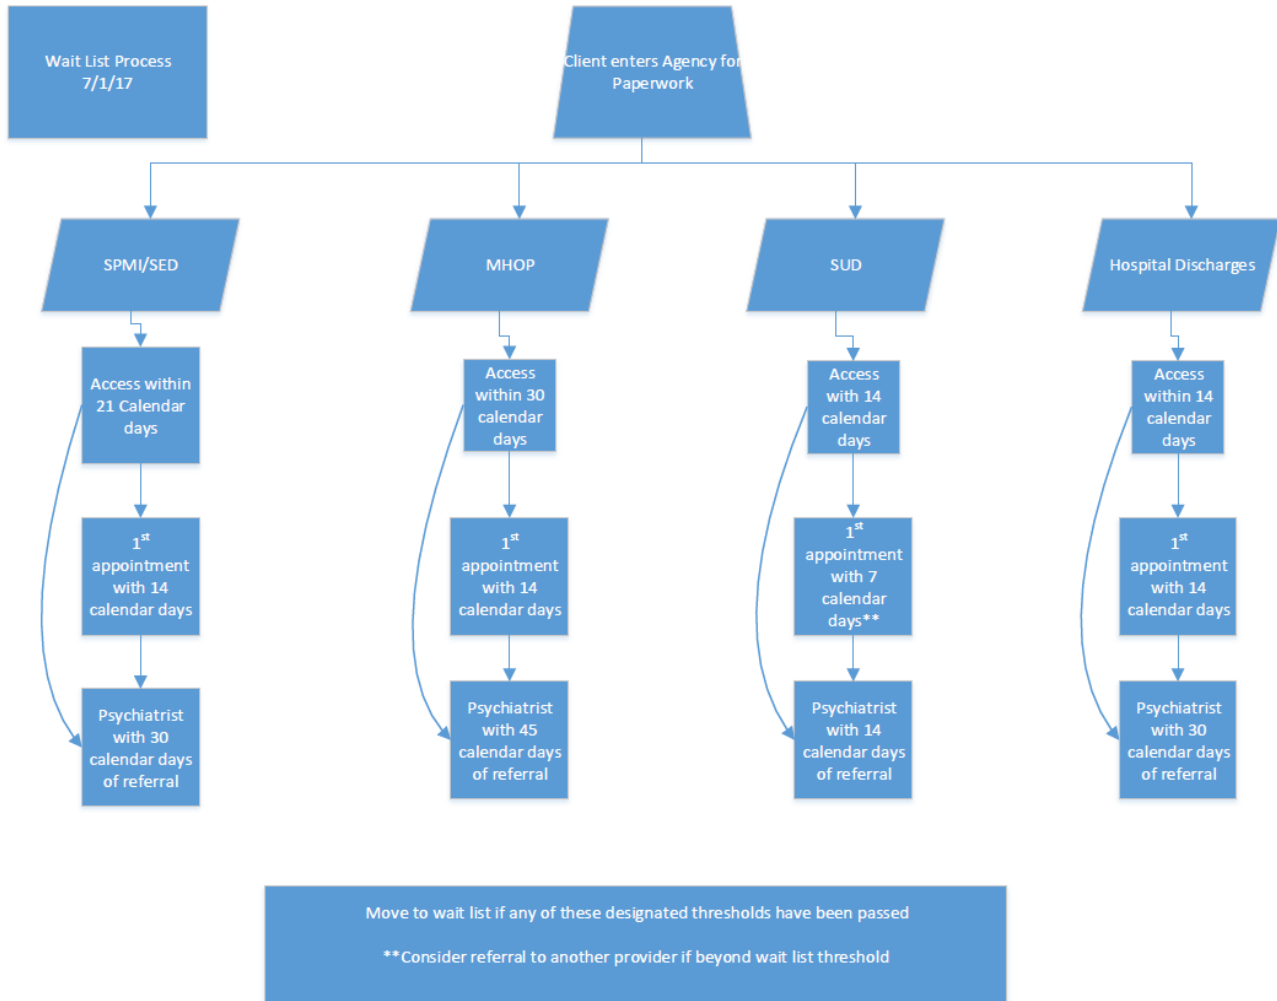 Wait List Process
7/1/17
Client enters Agency for
Paperwork
SPMI/SED
MHOP
SUD
Hospital Discharges
Access within
21 Calendar
days
Access
within 30
calendar
days
Access
with 14
calendar
days
Access
within 14
calendar
days
1st
appointment
with 14
calendar days
1st
appointment
with 14
calendar days
1st
appointment
with 7
calendar
days**
1st
appointment
with 14
calendar days
Psychiatrist
with 30
calendar days
of referral
Psychiatrist
with 45
calendar days
of referral
Psychiatrist
with 14
calendar days
of referral
Psychiatrist
with 30
calendar days
of referral
Move to wait list if any of these designated thresholds have been passed
**Consider referral to another provider if beyond wait list threshold